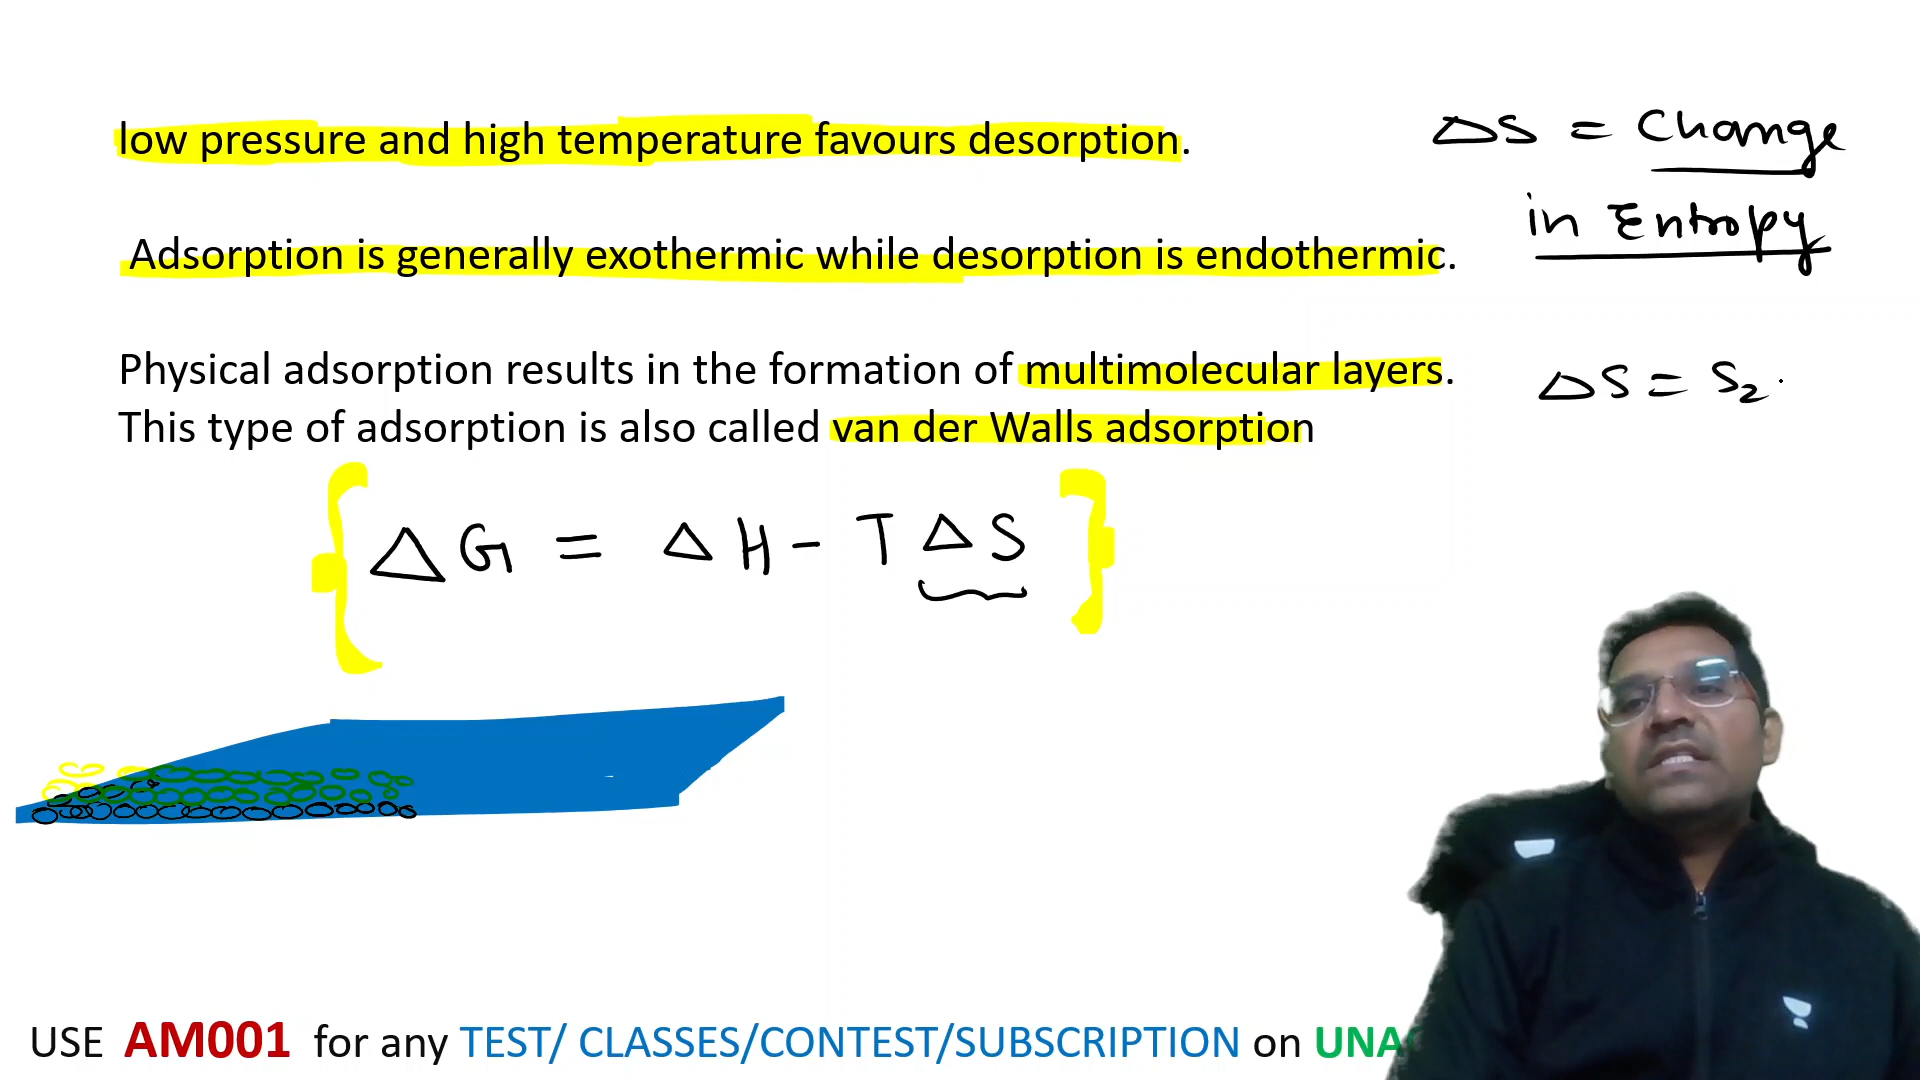 low pressure and high temperature favours desorption.
Adsorption is generally exothermic while desorption is endothermic.
Physical adsorption results in the formation of multimolecular layers.
This type of adsorption is also called van der Walls adsorption
ΔG = ΔH - TΔS
ΔS = Change
in Entropy
ΔS = S₂
USE AM001 for any TEST/ CLASSES/CONTEST/SUBSCRIPTION on UNA